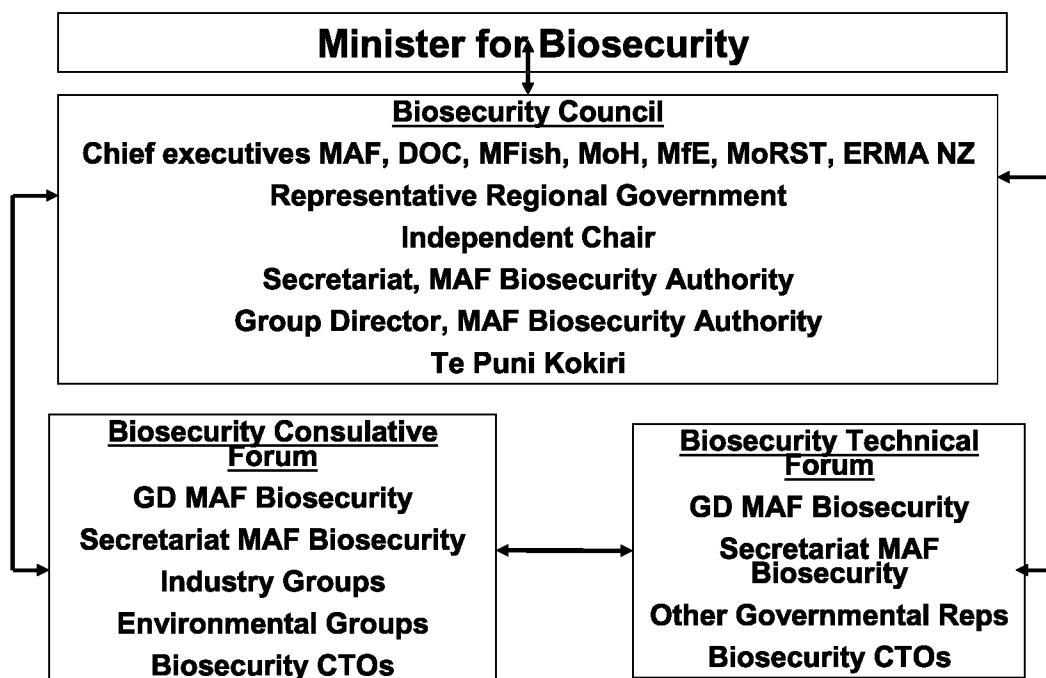 Minister for Biosecurity
Biosecurity Council
Chief executives MAF, DOC, MFish, MoH, MfE, MoRST, ERMA NZ
Representative Regional Government
Independent Chair
Secretariat, MAF Biosecurity Authority
Group Director, MAF Biosecurity Authority
Te Puni Kokiri
Biosecurity Consulative
Forum
GD MAF Biosecurity
Secretariat MAF Biosecurity
Industry Groups
Environmental Groups
Biosecurity CTOs
Biosecurity Technical
Forum
GD MAF Biosecurity
Secretariat MAF
Biosecurity
Other Governmental Reps
Biosecurity CTOs